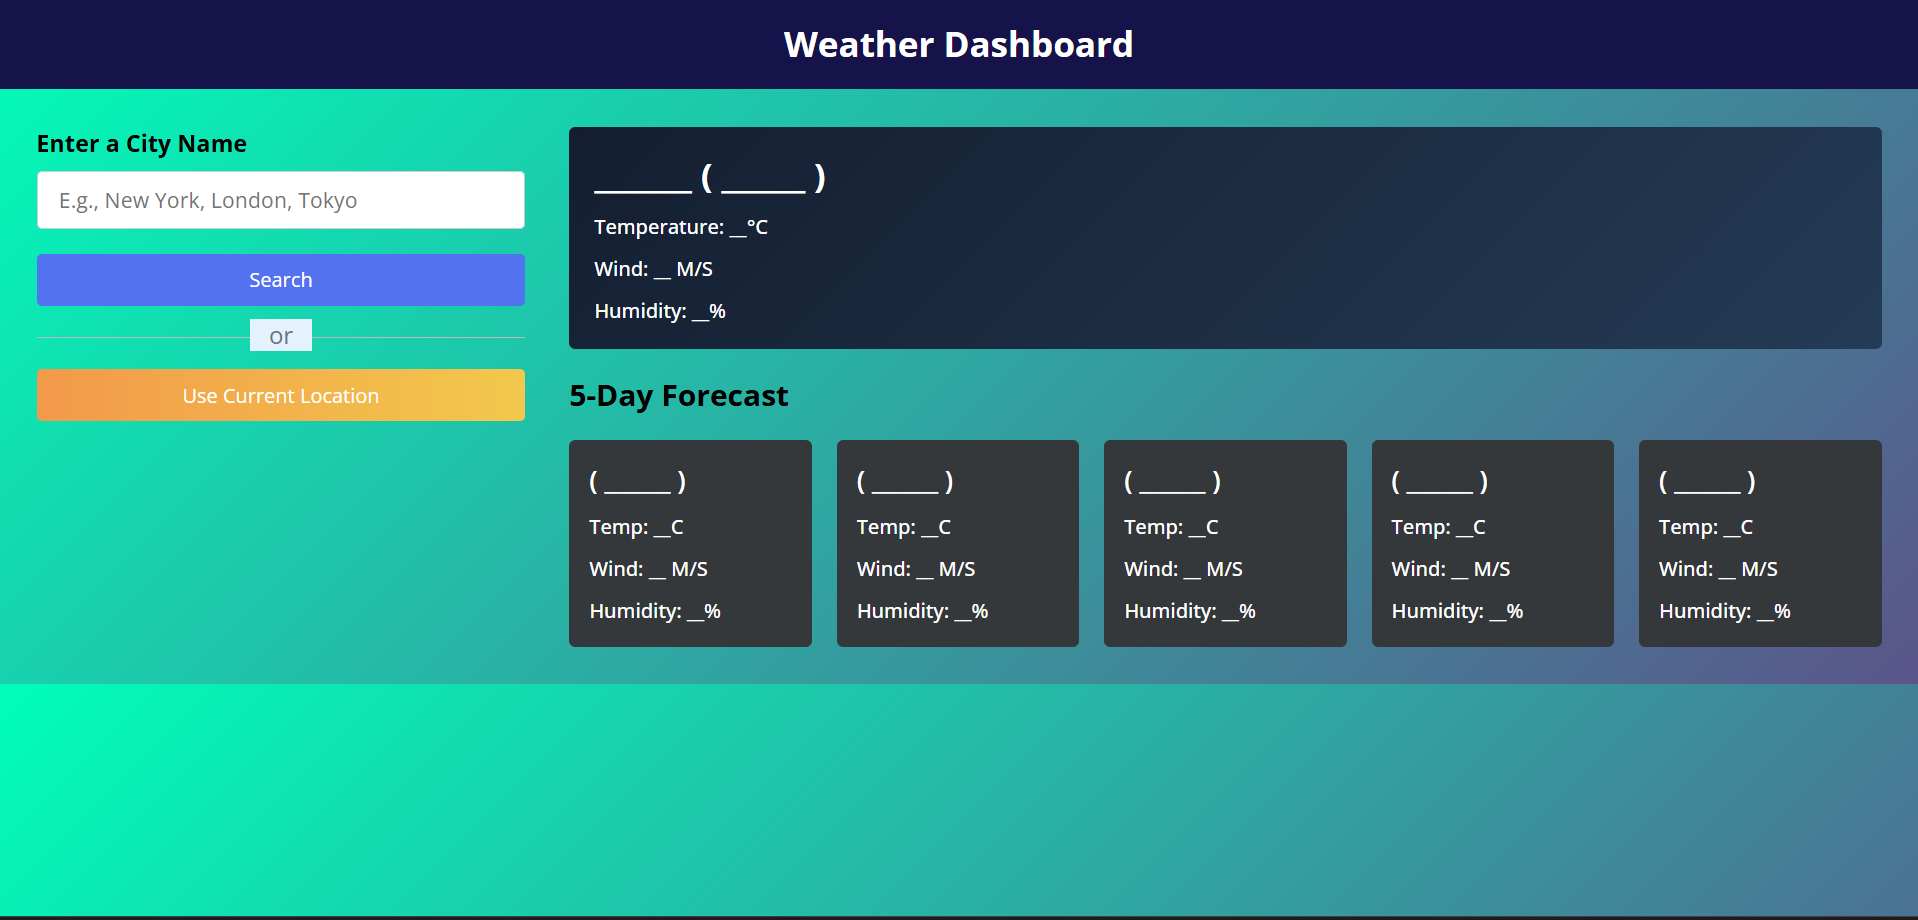 Weather Dashboard
Enter a City Name
E.g., New York, London, Tokyo
Search
or
Use Current Location
_______ ( ______ )
Temperature: __°C
Wind: __ M/S
Humidity: __%
5-Day Forecast
( ______ )
Temp: __C
Wind: __ M/S
Humidity: __%
( ______ )
Temp: __C
Wind: __ M/S
Humidity: __%
( ______ )
Temp: __C
Wind: __ M/S
Humidity: __%
( ______ )
Temp: __C
Wind: __ M/S
Humidity: __%
( ______ )
Temp: __C
Wind: __ M/S
Humidity: __%